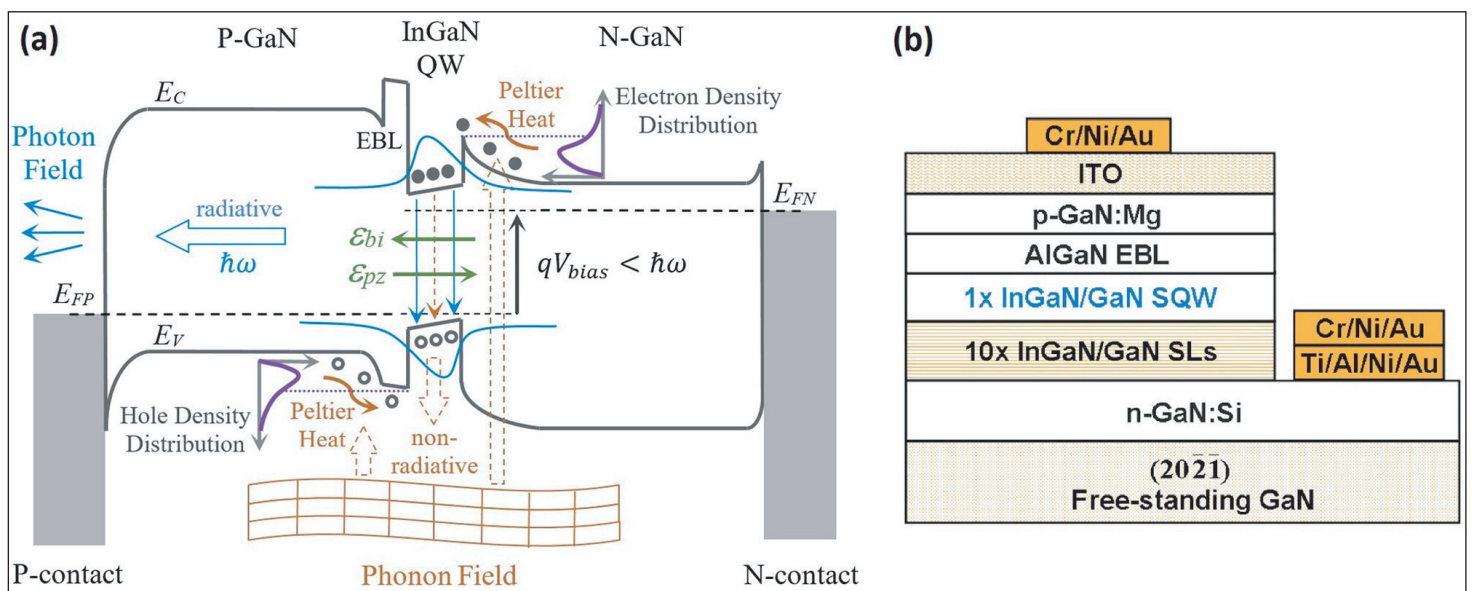 (a)
P-GaN
InGaN
QW
N-GaN
E_C
EBL
Peltier
Heat
Electron Density
Distribution
Photon
Field
radiative
ħω
ε_bi
ε_pz
qV_bias < ħω
E_FN
E_FP
E_V
Hole Density
Distribution
Peltier
Heat
non-
radiative
P-contact
Phonon Field
N-contact
(b)
Cr/Ni/Au
ITO
p-GaN:Mg
AlGaN EBL
1x InGaN/GaN SQW
10x InGaN/GaN SLs
Cr/Ni/Au
Ti/Al/Ni/Au
n-GaN:Si
(202̄1̄)
Free-standing GaN